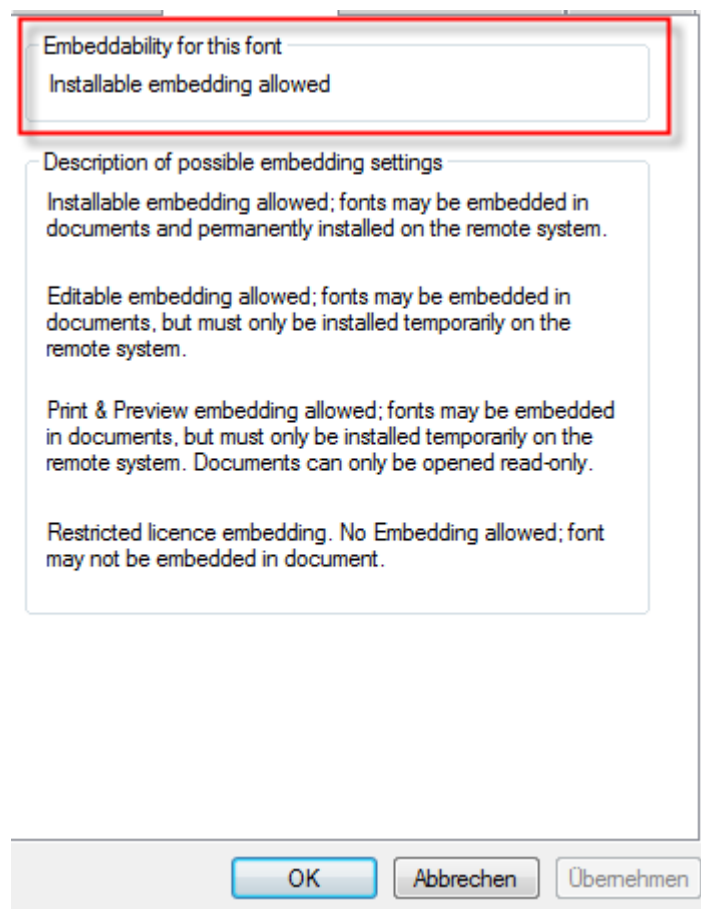 Embeddability for this font
Installable embedding allowed
Description of possible embedding settings
Installable embedding allowed; fonts may be embedded in
documents and permanently installed on the remote system.
Editable embedding allowed; fonts may be embedded in
documents, but must only be installed temporarily on the
remote system.
Print & Preview embedding allowed; fonts may be embedded
in documents, but must only be installed temporarily on the
remote system. Documents can only be opened read-only.
Restricted licence embedding. No Embedding allowed; font
may not be embedded in document.
OK Abbrechen Übernehmen